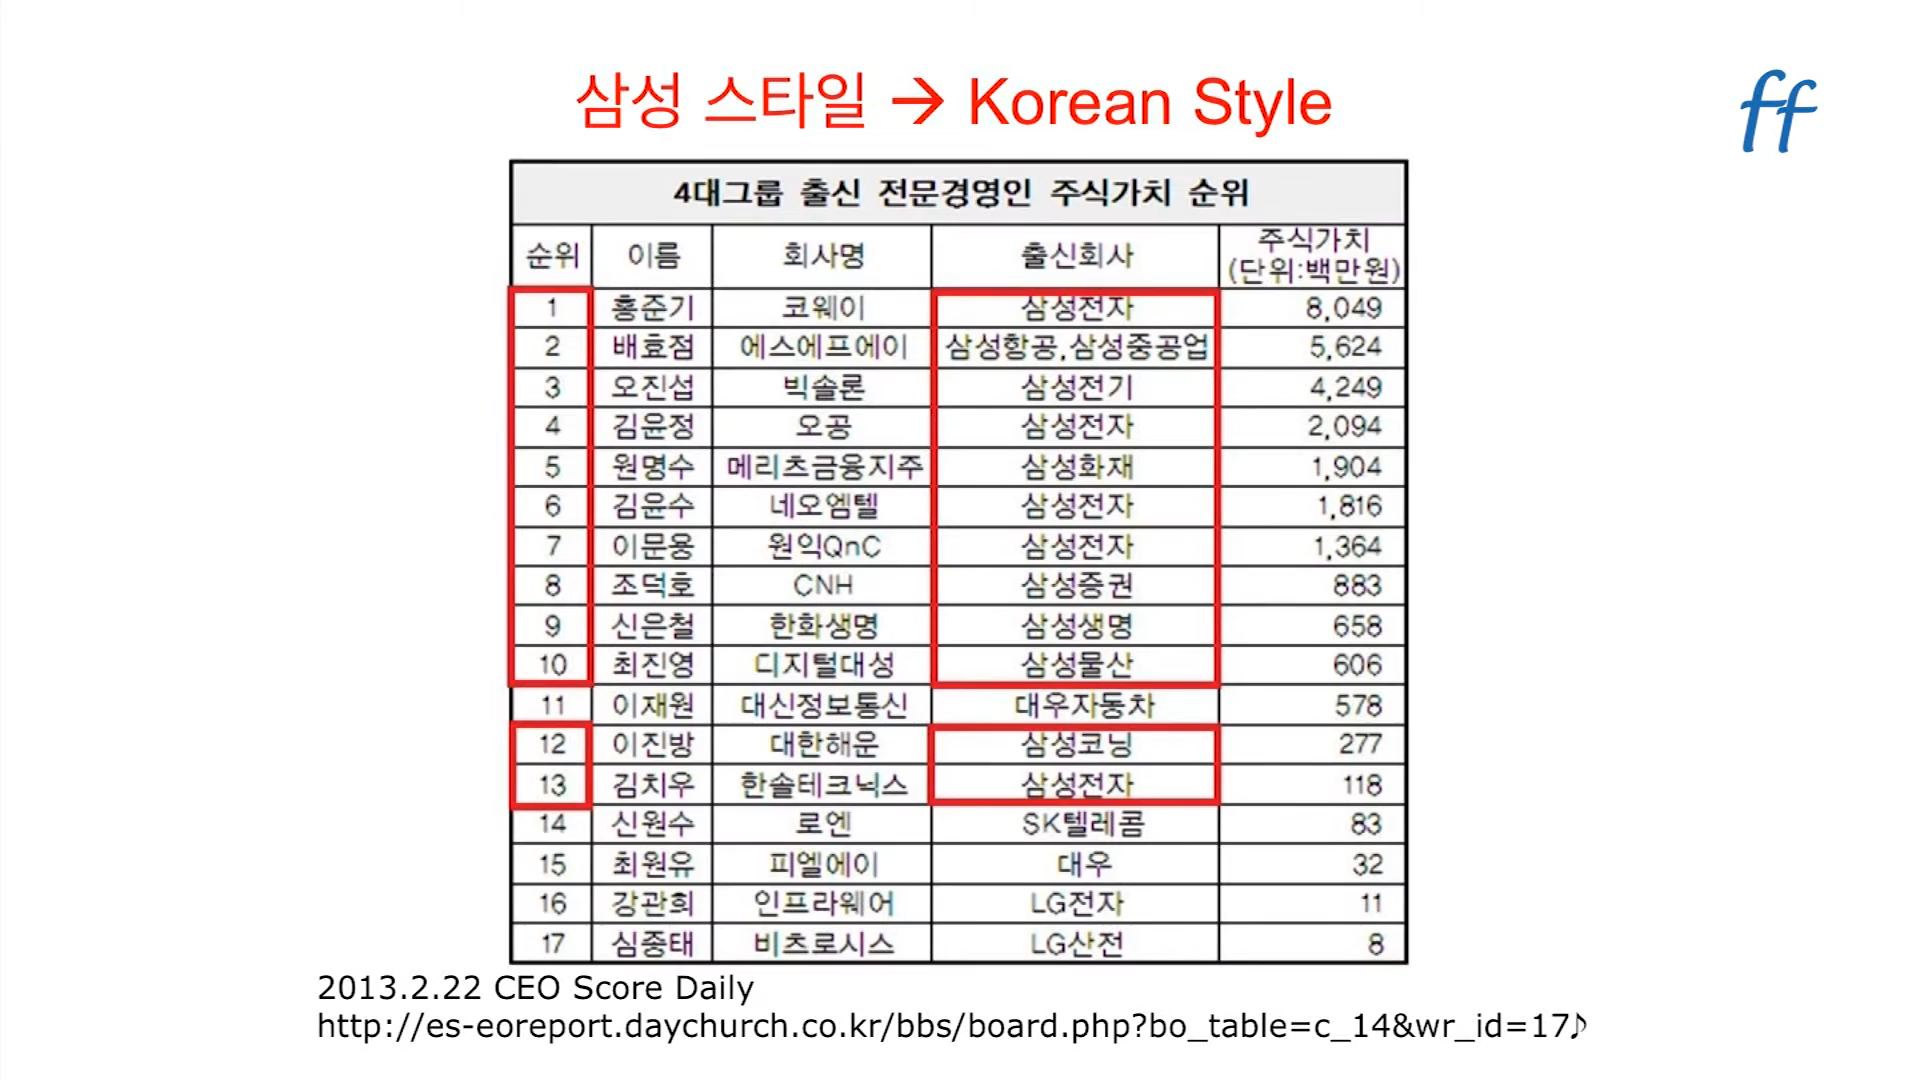 삼성 스타일 → Korean Style
ff
4대그룹 출신 전문경영인 주식가치 순위
순위 이름 회사명 출신회사 주식가치 (단위:백만원)
1 홍준기 코웨이 삼성전자 8,049
2 배효점 에스에프에이 삼성항공,삼성중공업 5,624
3 오진섭 빅솔론 삼성전기 4,249
4 김윤정 오공 삼성전자 2,094
5 원명수 메리츠금융지주 삼성화재 1,904
6 김윤수 네오엠텔 삼성전자 1,816
7 이문용 원익QnC 삼성전자 1,364
8 조덕호 CNH 삼성증권 883
9 신은철 한화생명 삼성생명 658
10 최진영 디지털대성 삼성물산 606
11 이재원 대신정보통신 대우자동차 578
12 이진방 대한해운 삼성코닝 277
13 김치우 한솔테크닉스 삼성전자 118
14 신원수 로엔 SK텔레콤 83
15 최원유 피엘에이 대우 32
16 강관희 인프라웨어 LG전자 11
17 심종태 비츠로시스 LG산전 8
2013.2.22 CEO Score Daily
http://es-eoreport.daychurch.co.kr/bbs/board.php?bo_table=c_14&wr_id=17♪